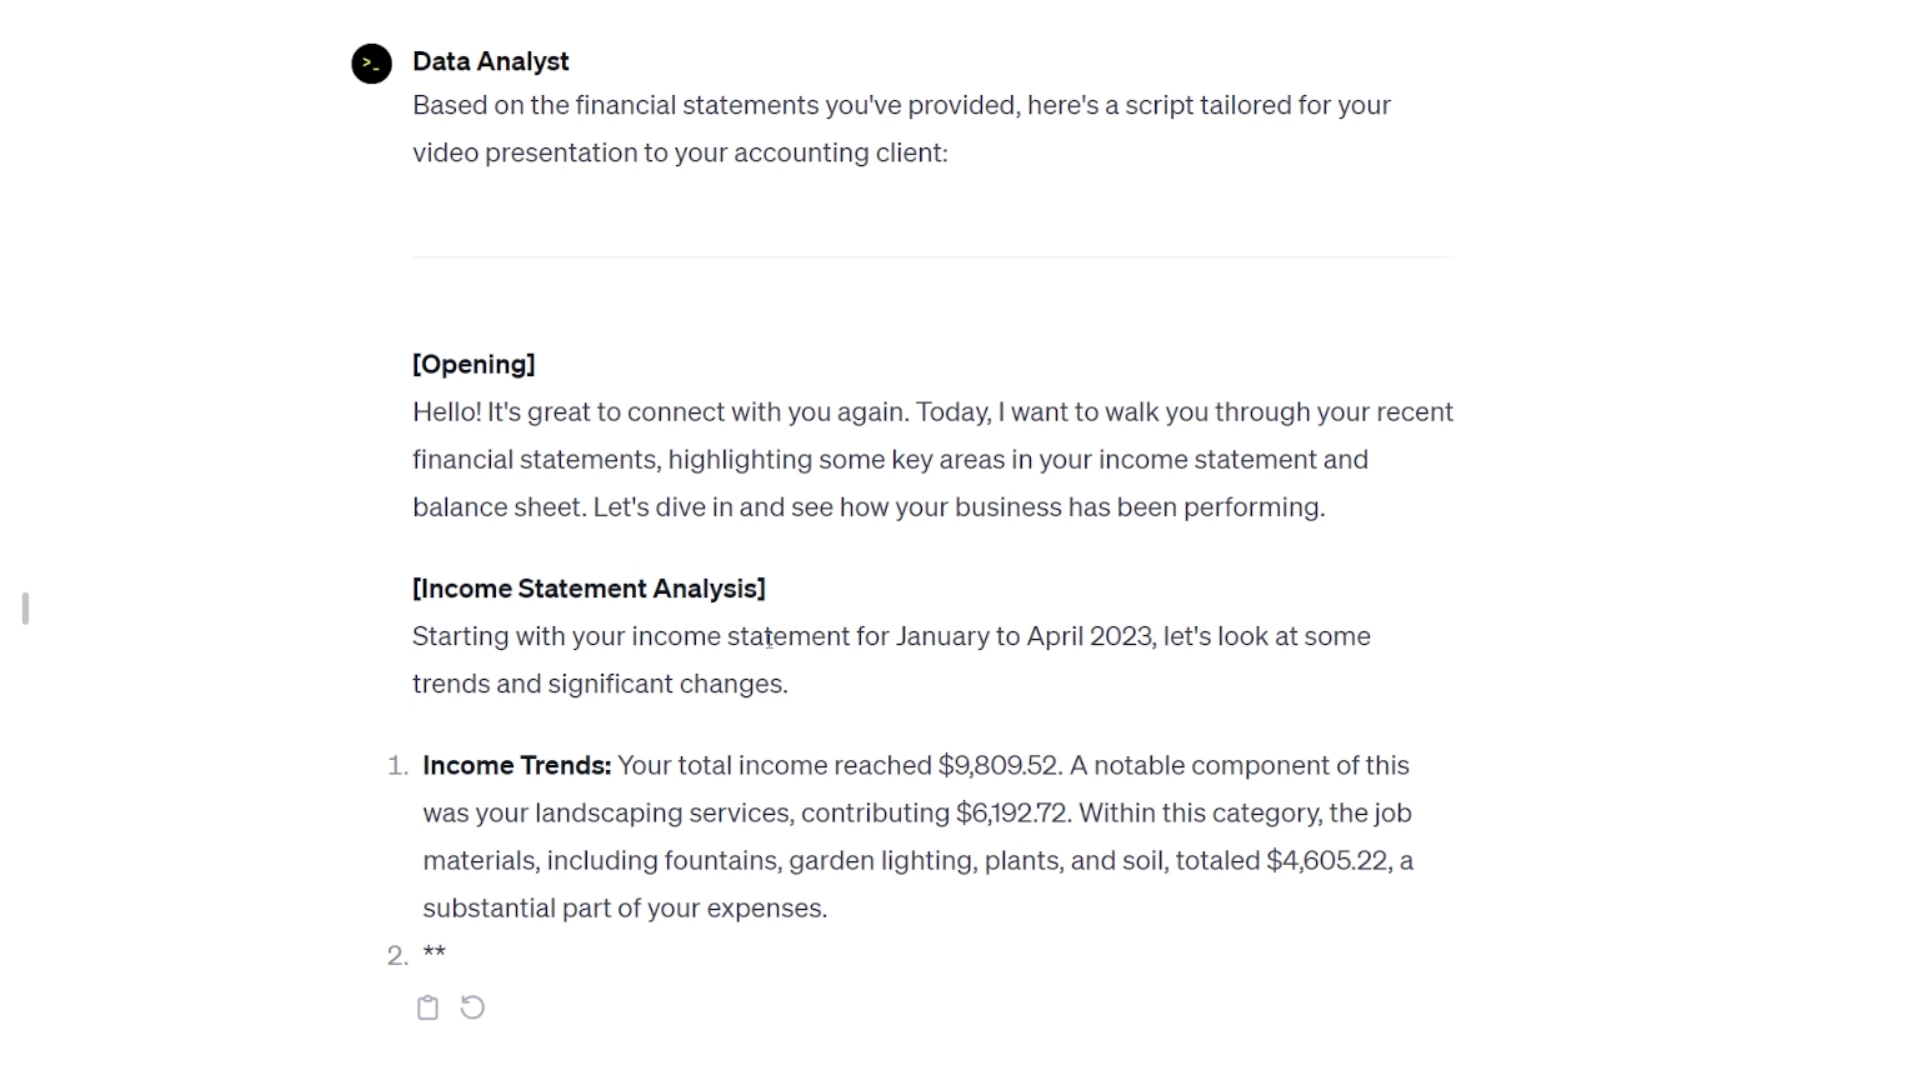 >_
Data Analyst
Based on the financial statements you've provided, here's a script tailored for your
video presentation to your accounting client:
[Opening]
Hello! It's great to connect with you again. Today, I want to walk you through your recent
financial statements, highlighting some key areas in your income statement and
balance sheet. Let's dive in and see how your business has been performing.
[Income Statement Analysis]
Starting with your income statement for January to April 2023, let's look at some
trends and significant changes.
1. Income Trends: Your total income reached $9,809.52. A notable component of this
was your landscaping services, contributing $6,192.72. Within this category, the job
materials, including fountains, garden lighting, plants, and soil, totaled $4,605.22, a
substantial part of your expenses.
2. **